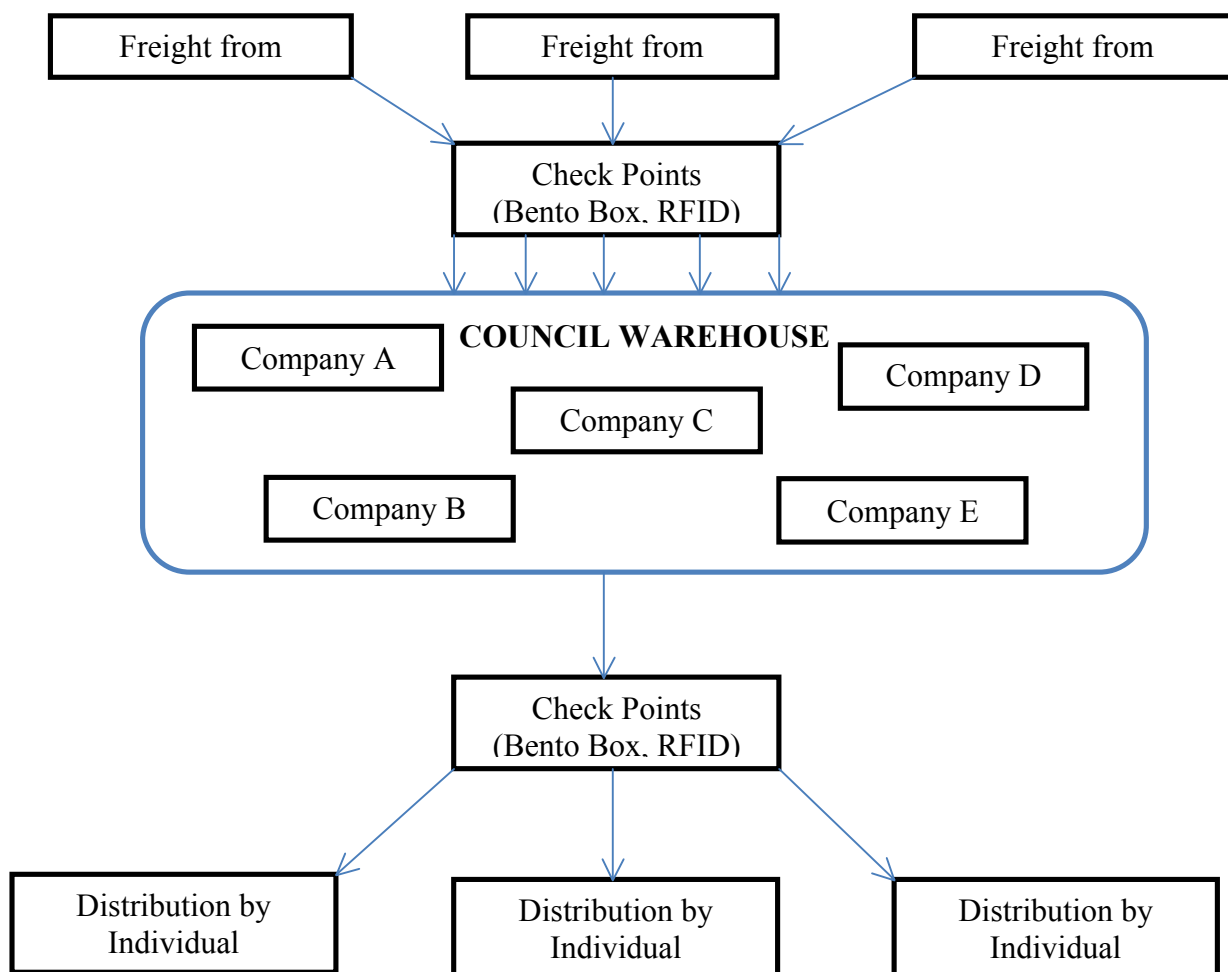 Freight from
Freight from
Freight from
Check Points
(Bento Box, RFID)
COUNCIL WAREHOUSE
Company A
Company D
Company C
Company B
Company E
Check Points
(Bento Box, RFID)
Distribution by
Individual
Distribution by
Individual
Distribution by
Individual